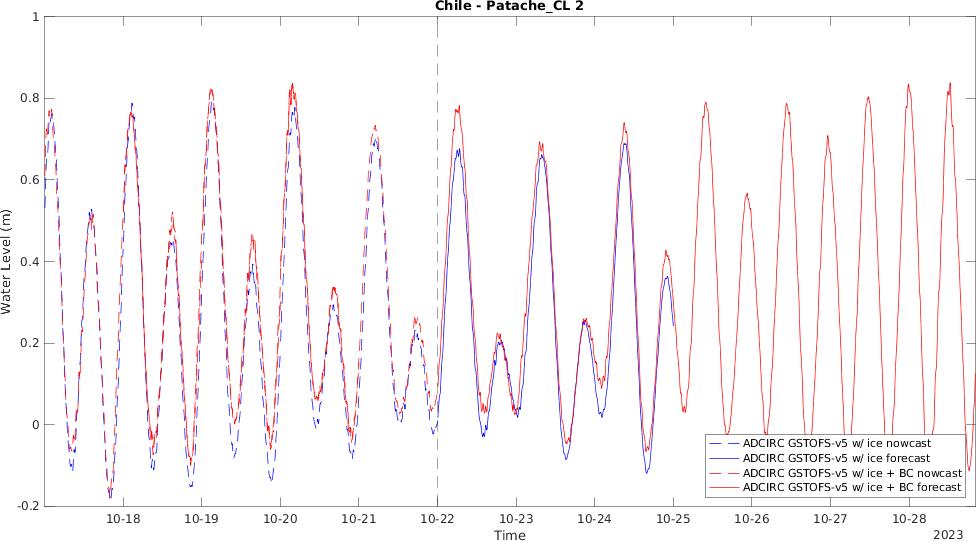 Chile - Patache_CL 2
Water Level (m)
1
0.8
0.6
0.4
0.2
0
-0.2
10-18 10-19 10-20 10-21 10-22 10-23 10-24 10-25 10-26 10-27 10-28
Time
2023
ADCIRC GSTOFS-v5 w/ ice nowcast
ADCIRC GSTOFS-v5 w/ ice forecast
ADCIRC GSTOFS-v5 w/ ice + BC nowcast
ADCIRC GSTOFS-v5 w/ ice + BC forecast